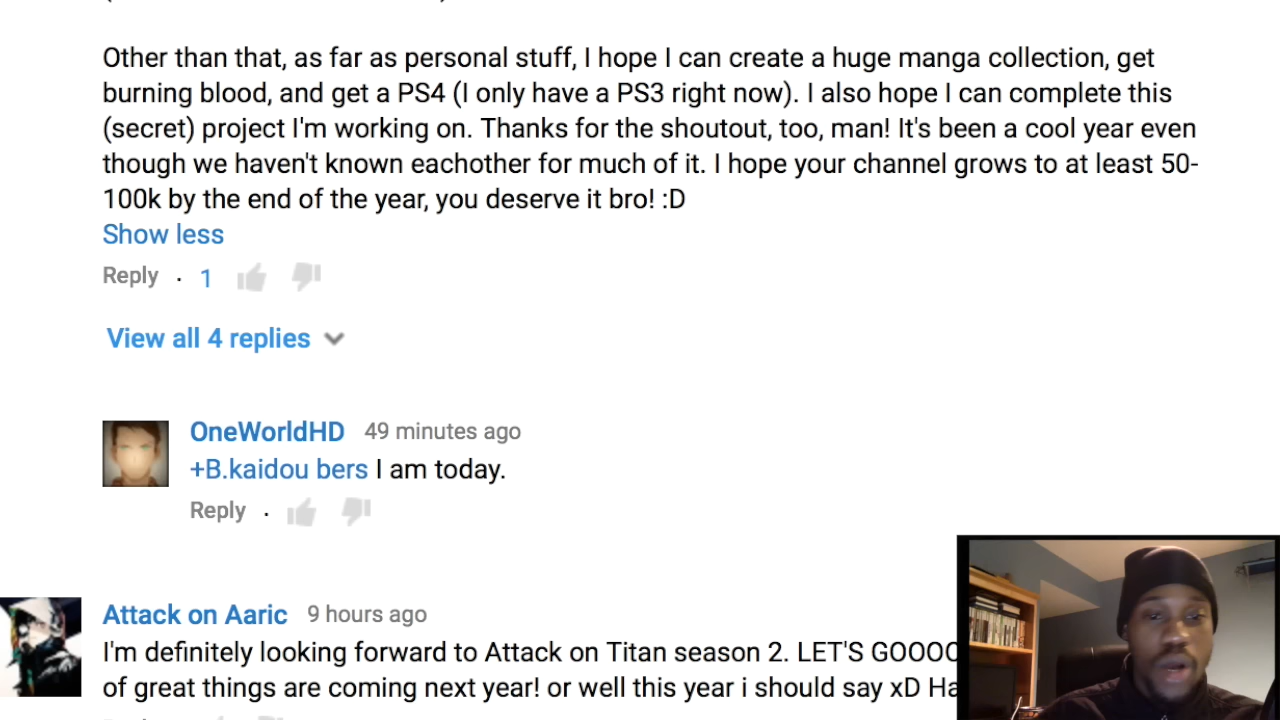 Other than that, as far as personal stuff, I hope I can create a huge manga collection, get
burning blood, and get a PS4 (I only have a PS3 right now). I also hope I can complete this
(secret) project I'm working on. Thanks for the shoutout, too, man! It's been a cool year even
though we haven't known eachother for much of it. I hope your channel grows to at least 50-
100k by the end of the year, you deserve it bro! :D
Show less
Reply · 1
View all 4 replies
OneWorldHD 49 minutes ago
+B.kaidou bers I am today.
Reply ·
Attack on Aaric 9 hours ago
I'm definitely looking forward to Attack on Titan season 2. LET'S GOOOO
of great things are coming next year! or well this year i should say xD Ha